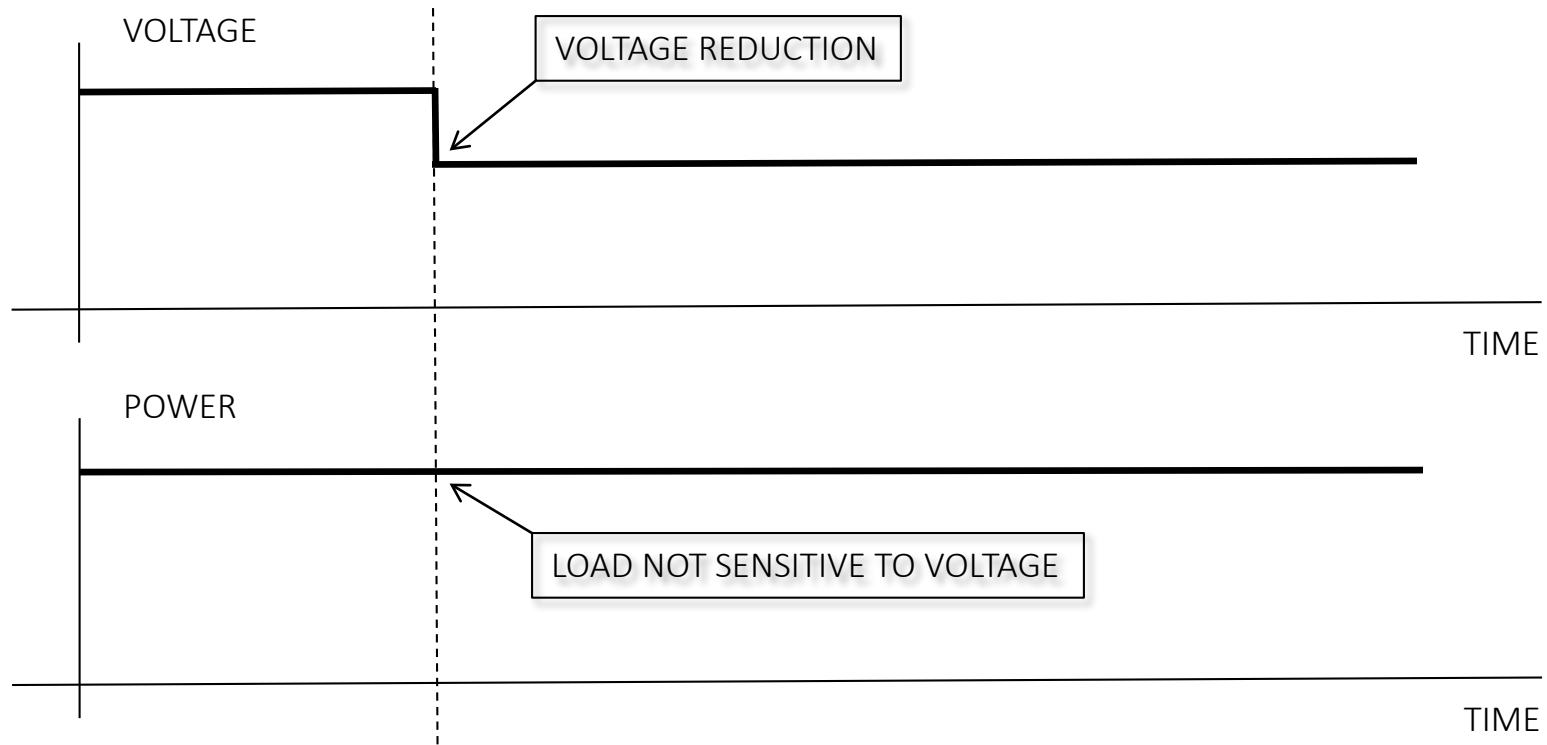 VOLTAGE
VOLTAGE REDUCTION
TIME
POWER
LOAD NOT SENSITIVE TO VOLTAGE
TIME